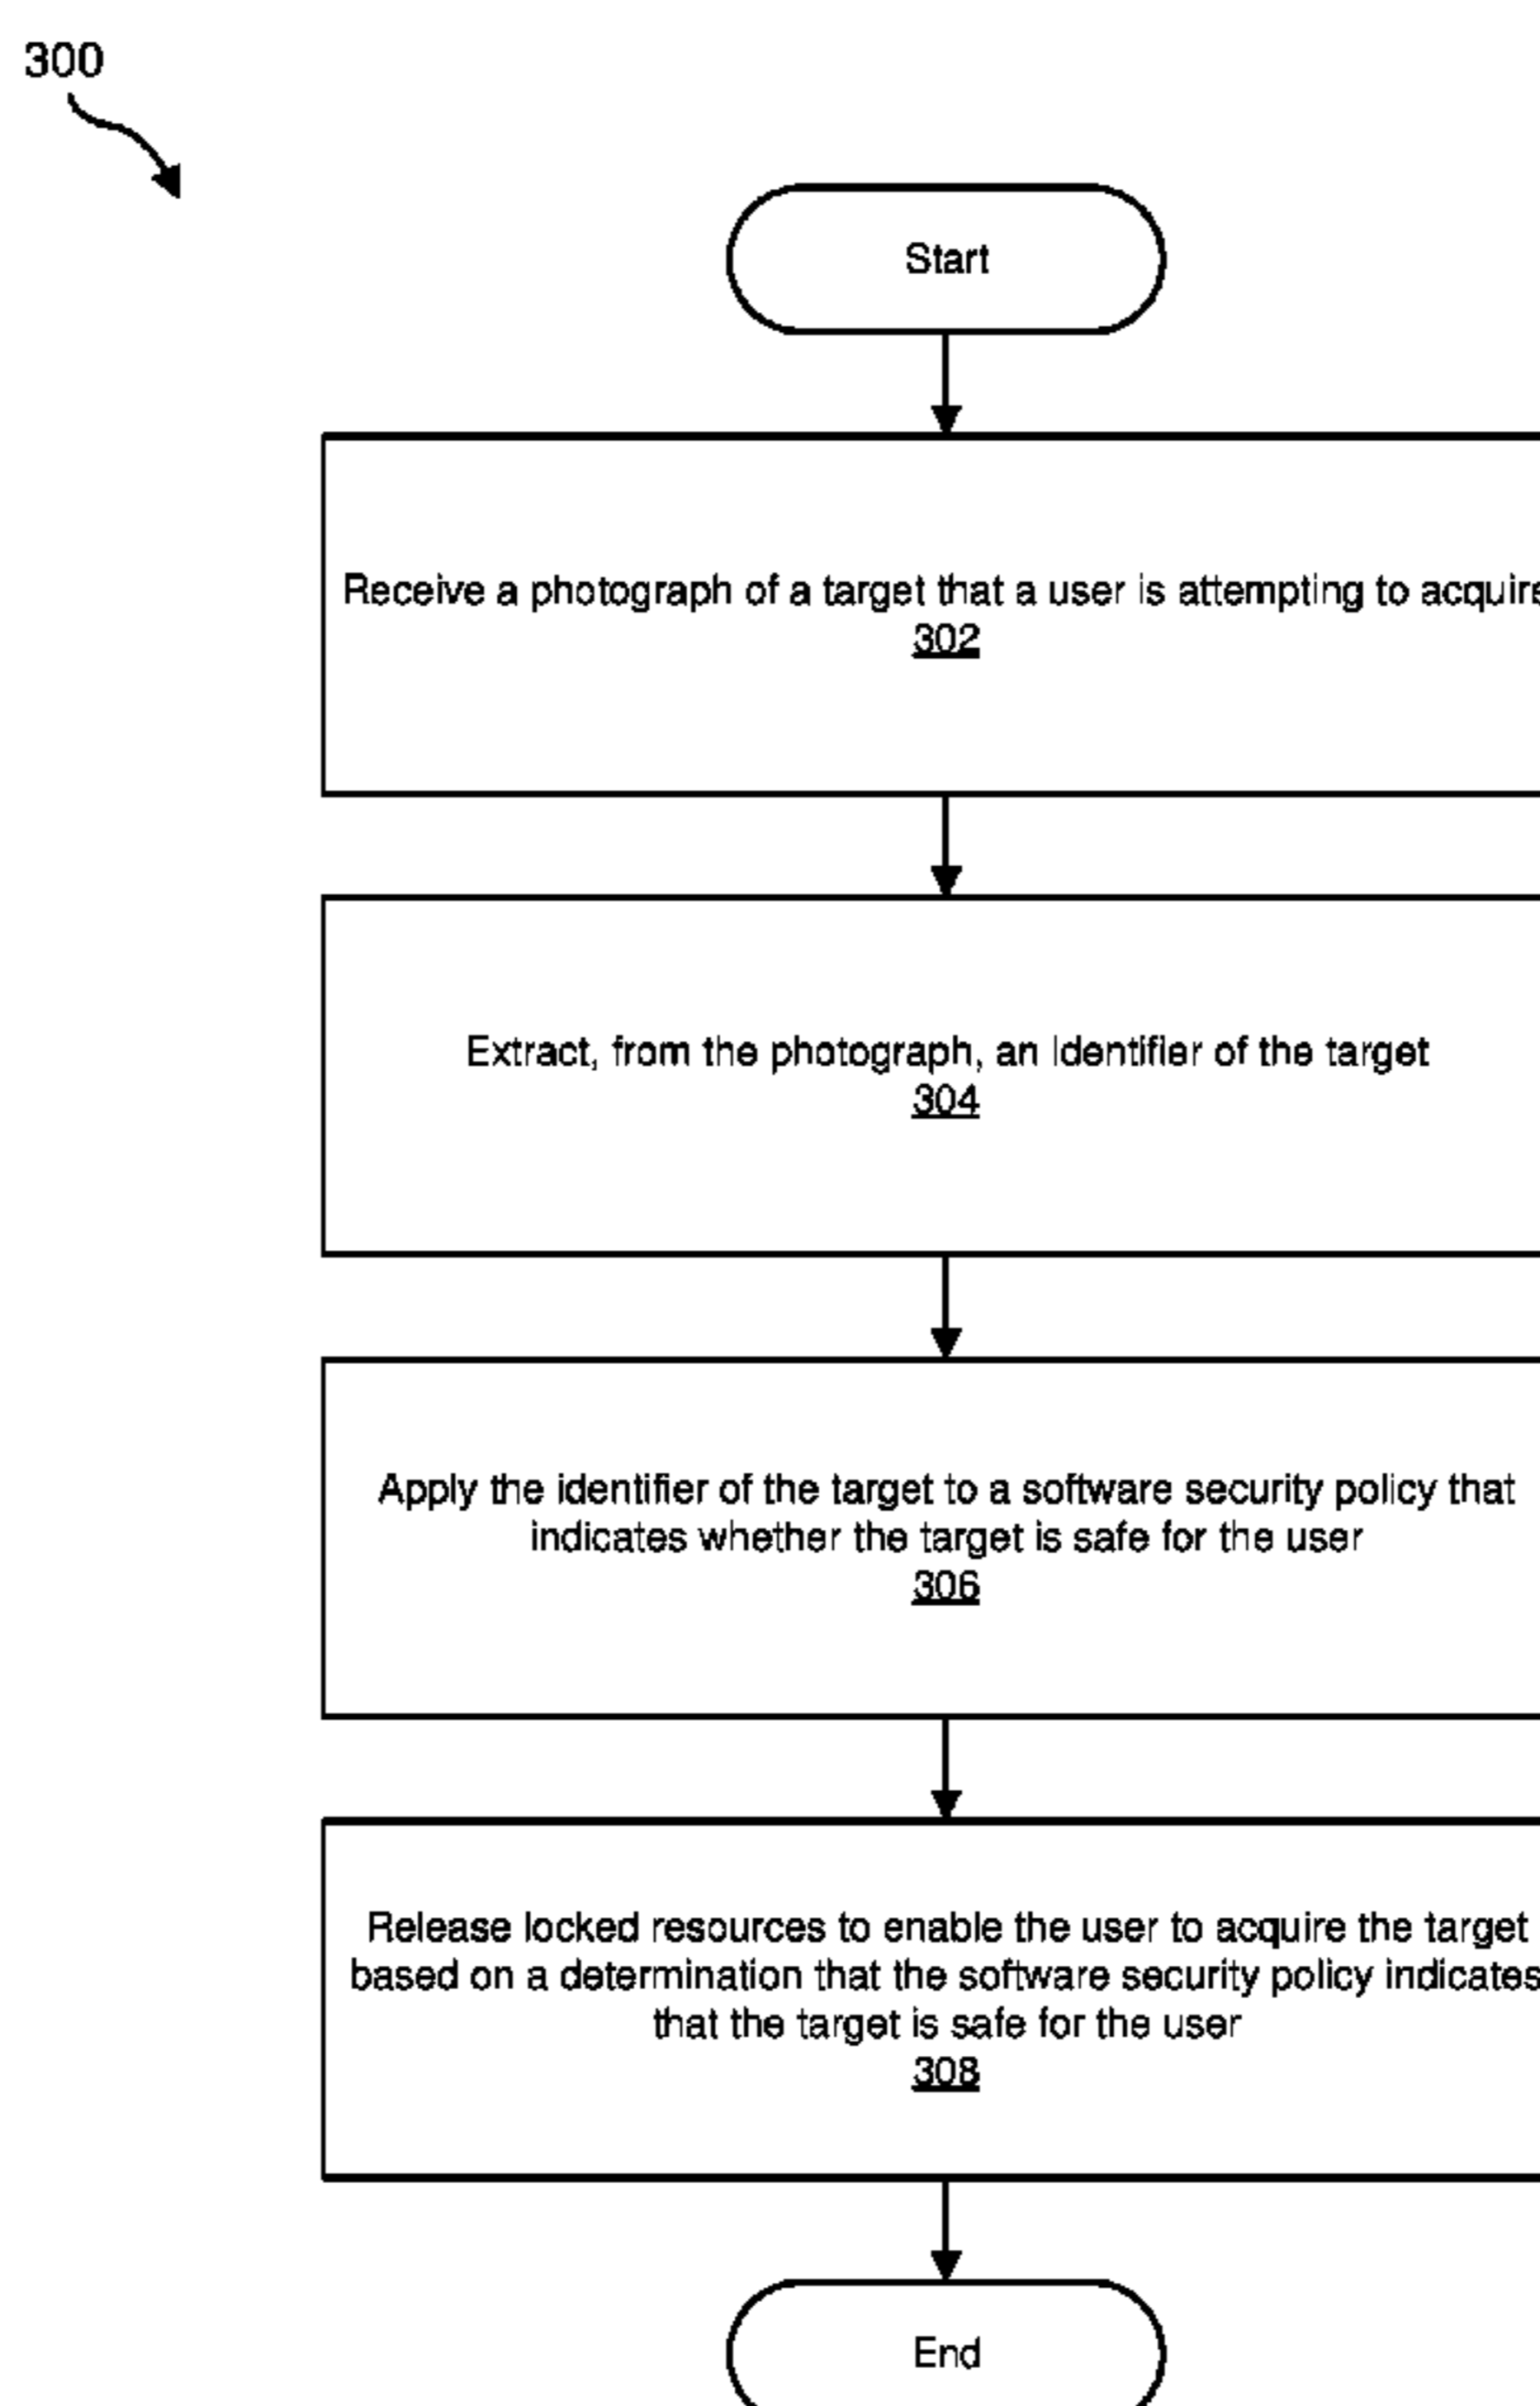 300
Start
Receive a photograph of a target that a user is attempting to acquire
302
Extract, from the photograph, an identifier of the target
304
Apply the identifier of the target to a software security policy that
indicates whether the target is safe for the user
306
Release locked resources to enable the user to acquire the target
based on a determination that the software security policy indicates
that the target is safe for the user
308
End